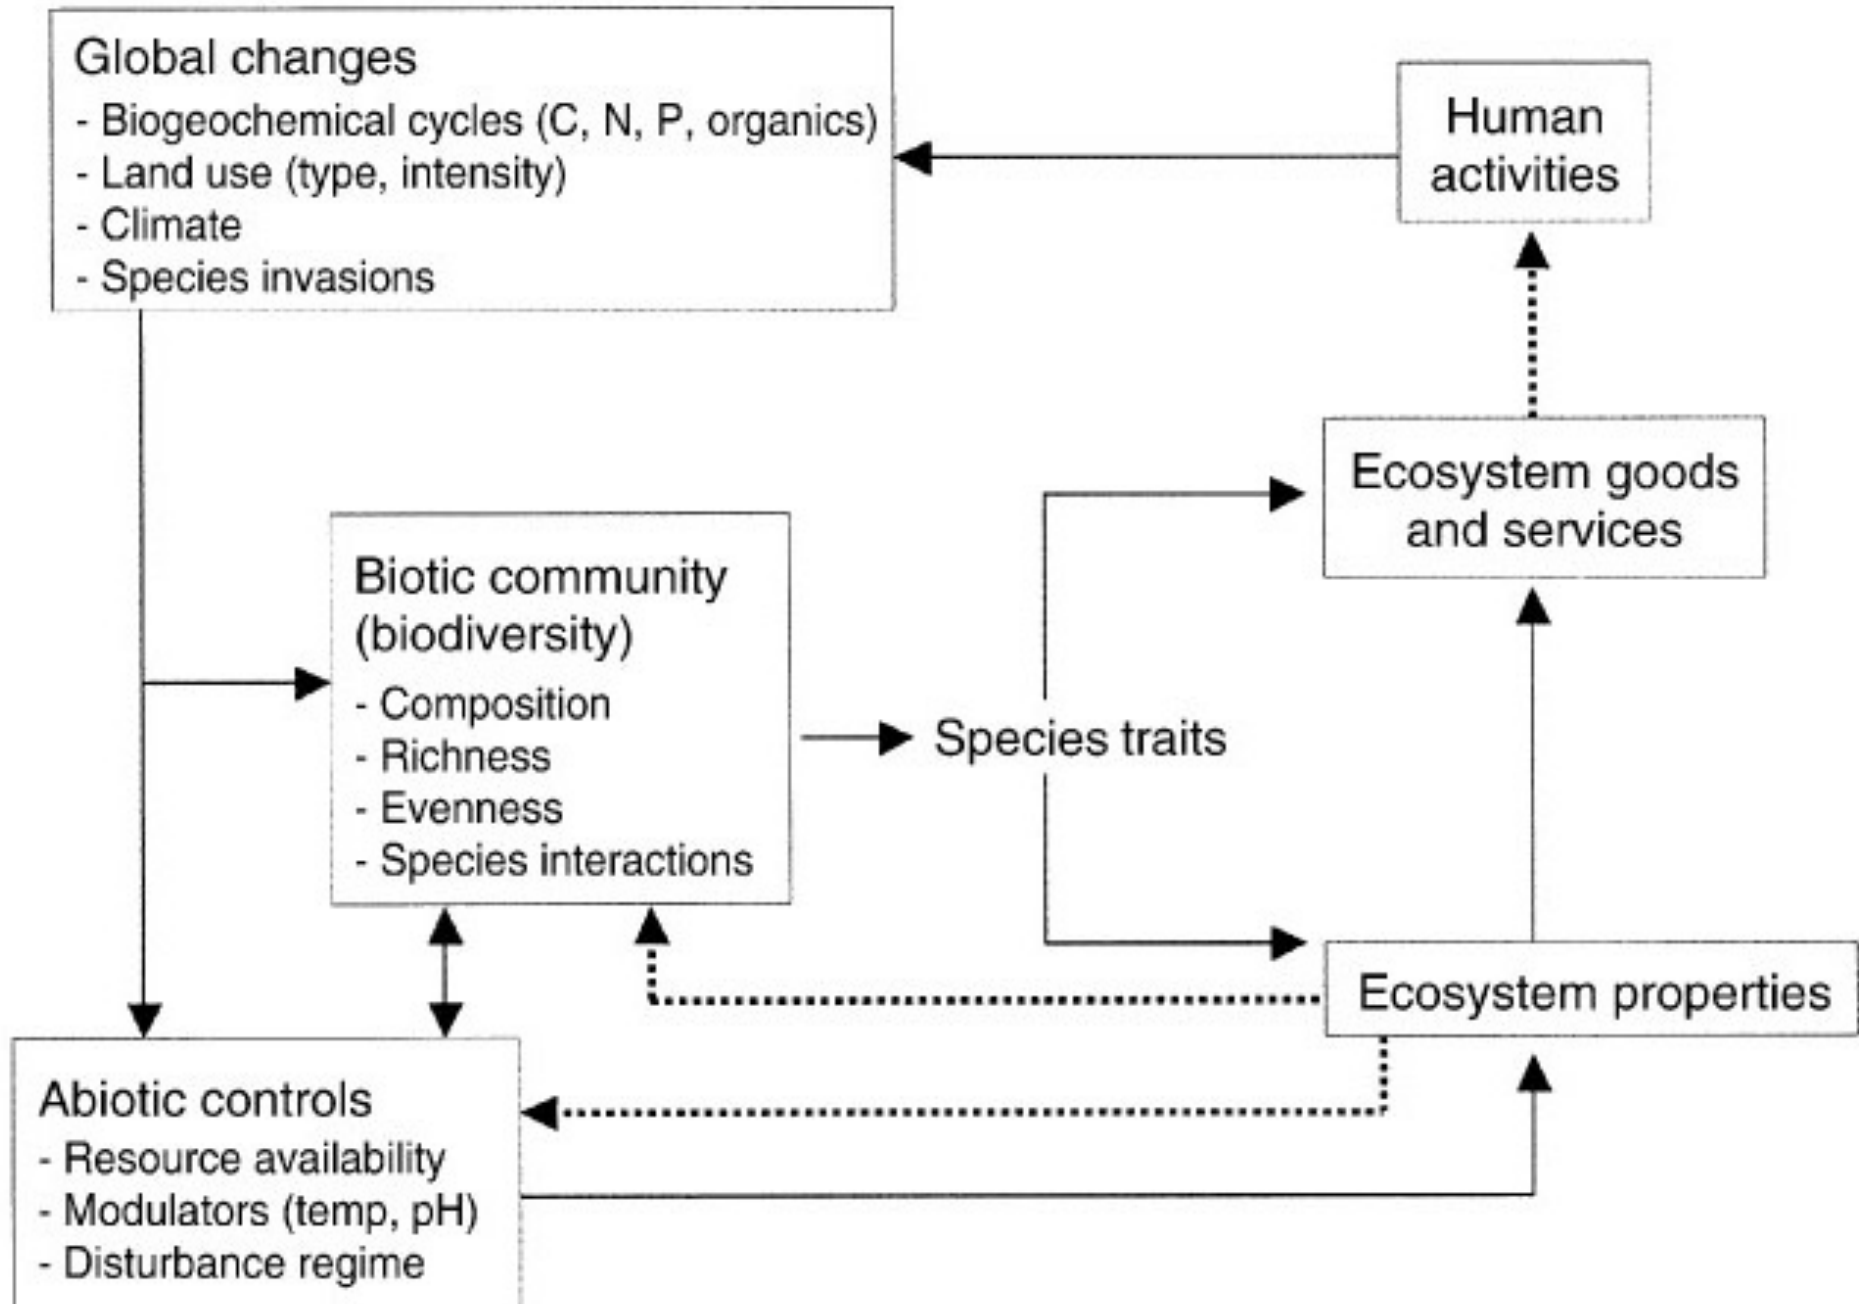 Global changes
- Biogeochemical cycles (C, N, P, organics)
- Land use (type, intensity)
- Climate
- Species invasions
Human
activities
Ecosystem goods
and services
Biotic community
(biodiversity)
- Composition
- Richness
- Evenness
- Species interactions
Species traits
Ecosystem properties
Abiotic controls
- Resource availability
- Modulators (temp, pH)
- Disturbance regime